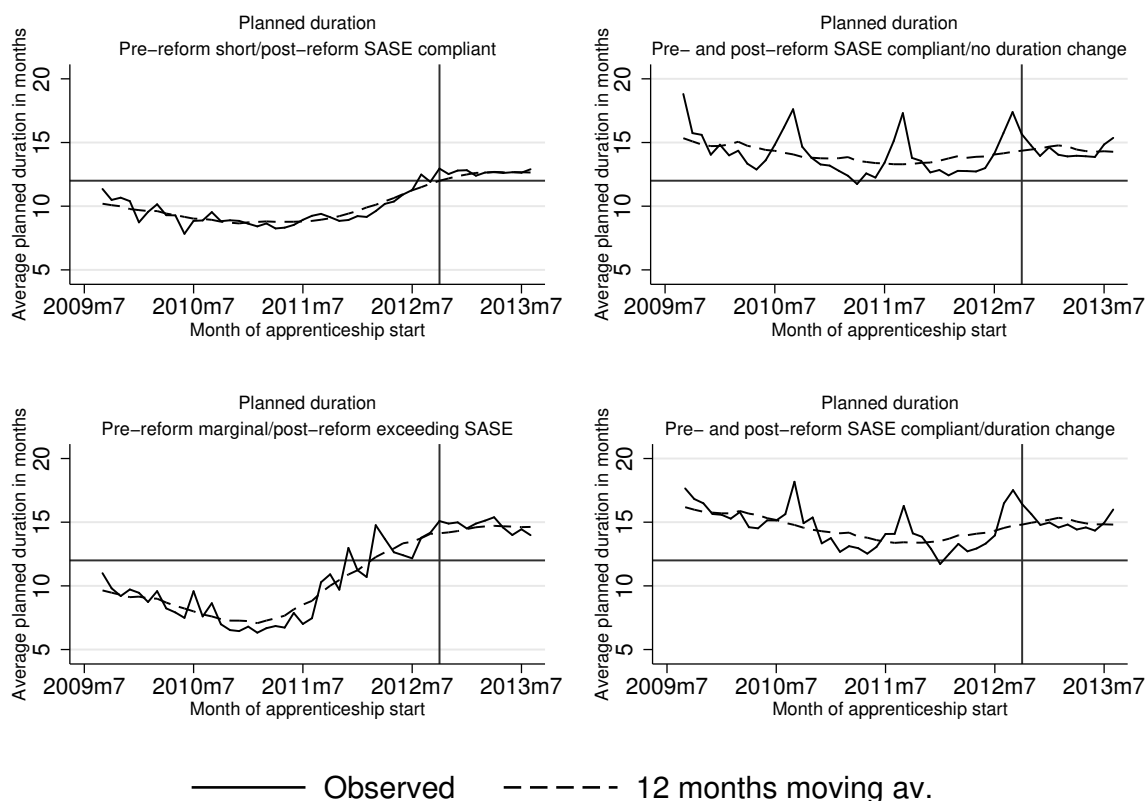 Planned duration
Pre−reform short/post−reform SASE compliant
Average planned duration in months
20
15
10
5
2009m7 2010m7 2011m7 2012m7 2013m7
Month of apprenticeship start
Planned duration
Pre− and post−reform SASE compliant/no duration change
Average planned duration in months
20
15
10
5
2009m7 2010m7 2011m7 2012m7 2013m7
Month of apprenticeship start
Planned duration
Pre−reform marginal/post−reform exceeding SASE
Average planned duration in months
20
15
10
5
2009m7 2010m7 2011m7 2012m7 2013m7
Month of apprenticeship start
Planned duration
Pre− and post−reform SASE compliant/duration change
Average planned duration in months
20
15
10
5
2009m7 2010m7 2011m7 2012m7 2013m7
Month of apprenticeship start
Observed 12 months moving av.